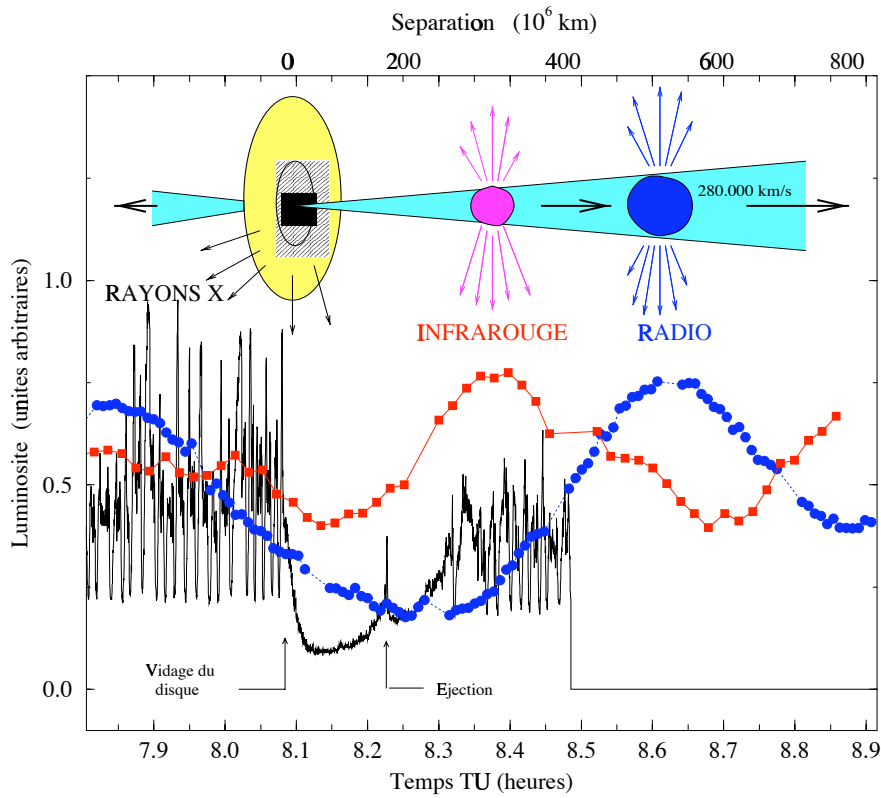 Separation (10⁶ km)
0 200 400 600 800
1.5
280.000 km/s
1.0
RAYONS X
INFRAROUGE
RADIO
Luminosite (unites arbitraires)
0.5
Vidage du
disque
Ejection
0.0
7.9 8.0 8.1 8.2 8.3 8.4 8.5 8.6 8.7 8.8 8.9
Temps TU (heures)